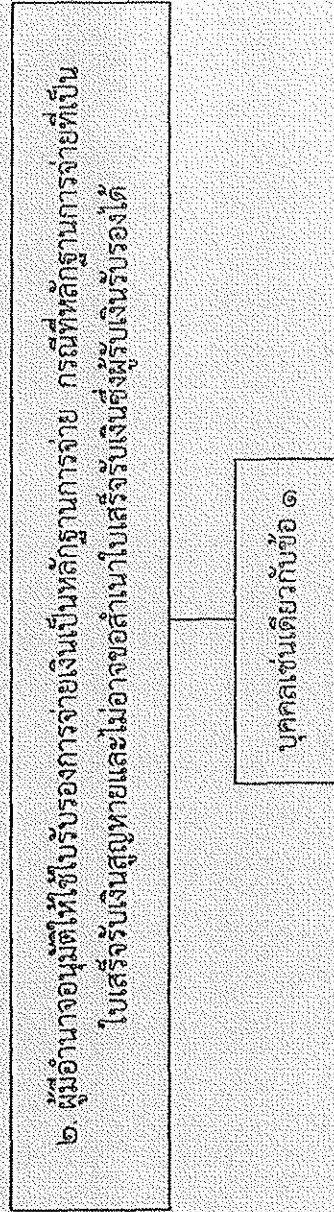 ๒. ผู้มีอำนาจอนุมัติให้ใช้ใบรับรองการจ่ายเงินเป็นหลักฐานการจ่าย กรณีที่หลักฐานการจ่ายที่เป็น
ใบเสร็จรับเงินสูญหายและไม่อาจขอสำเนาใบเสร็จรับเงินซึ่งผู้รับเงินรับรองได้
บุคคลเช่นเดียวกับข้อ ๑